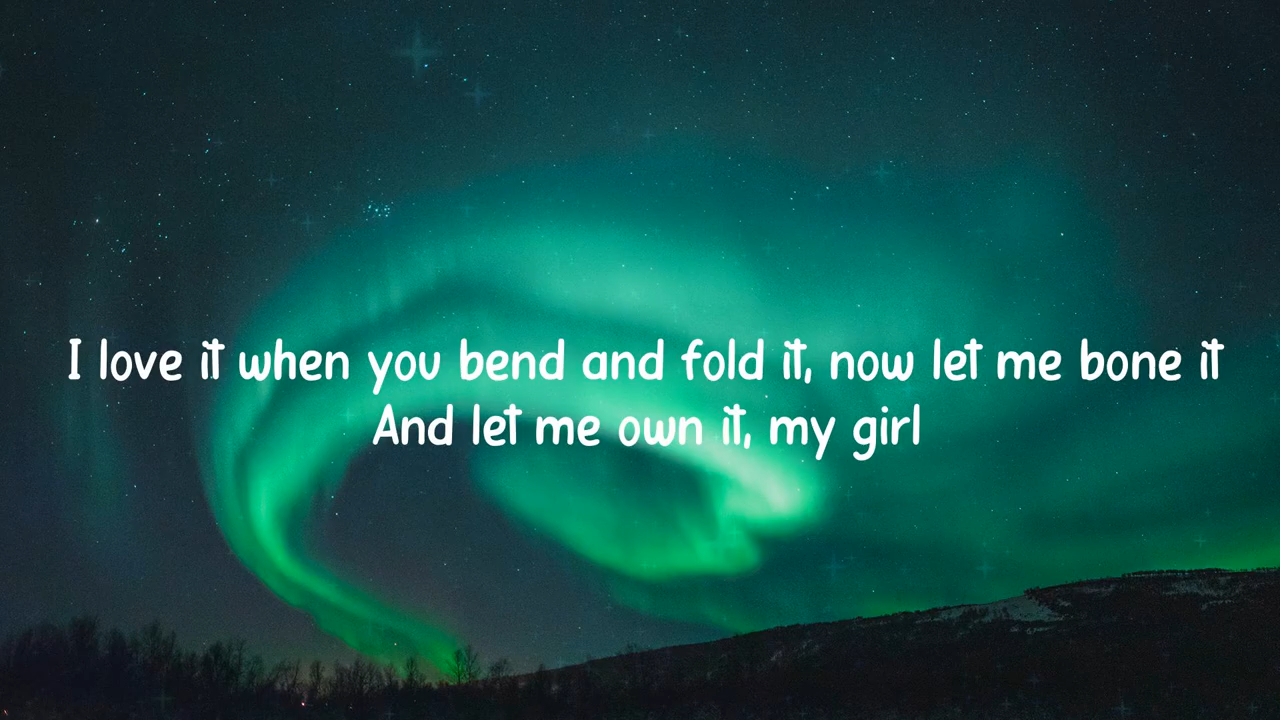 I love it when you bend and fold it, now let me bone it
And let me own it, my girl